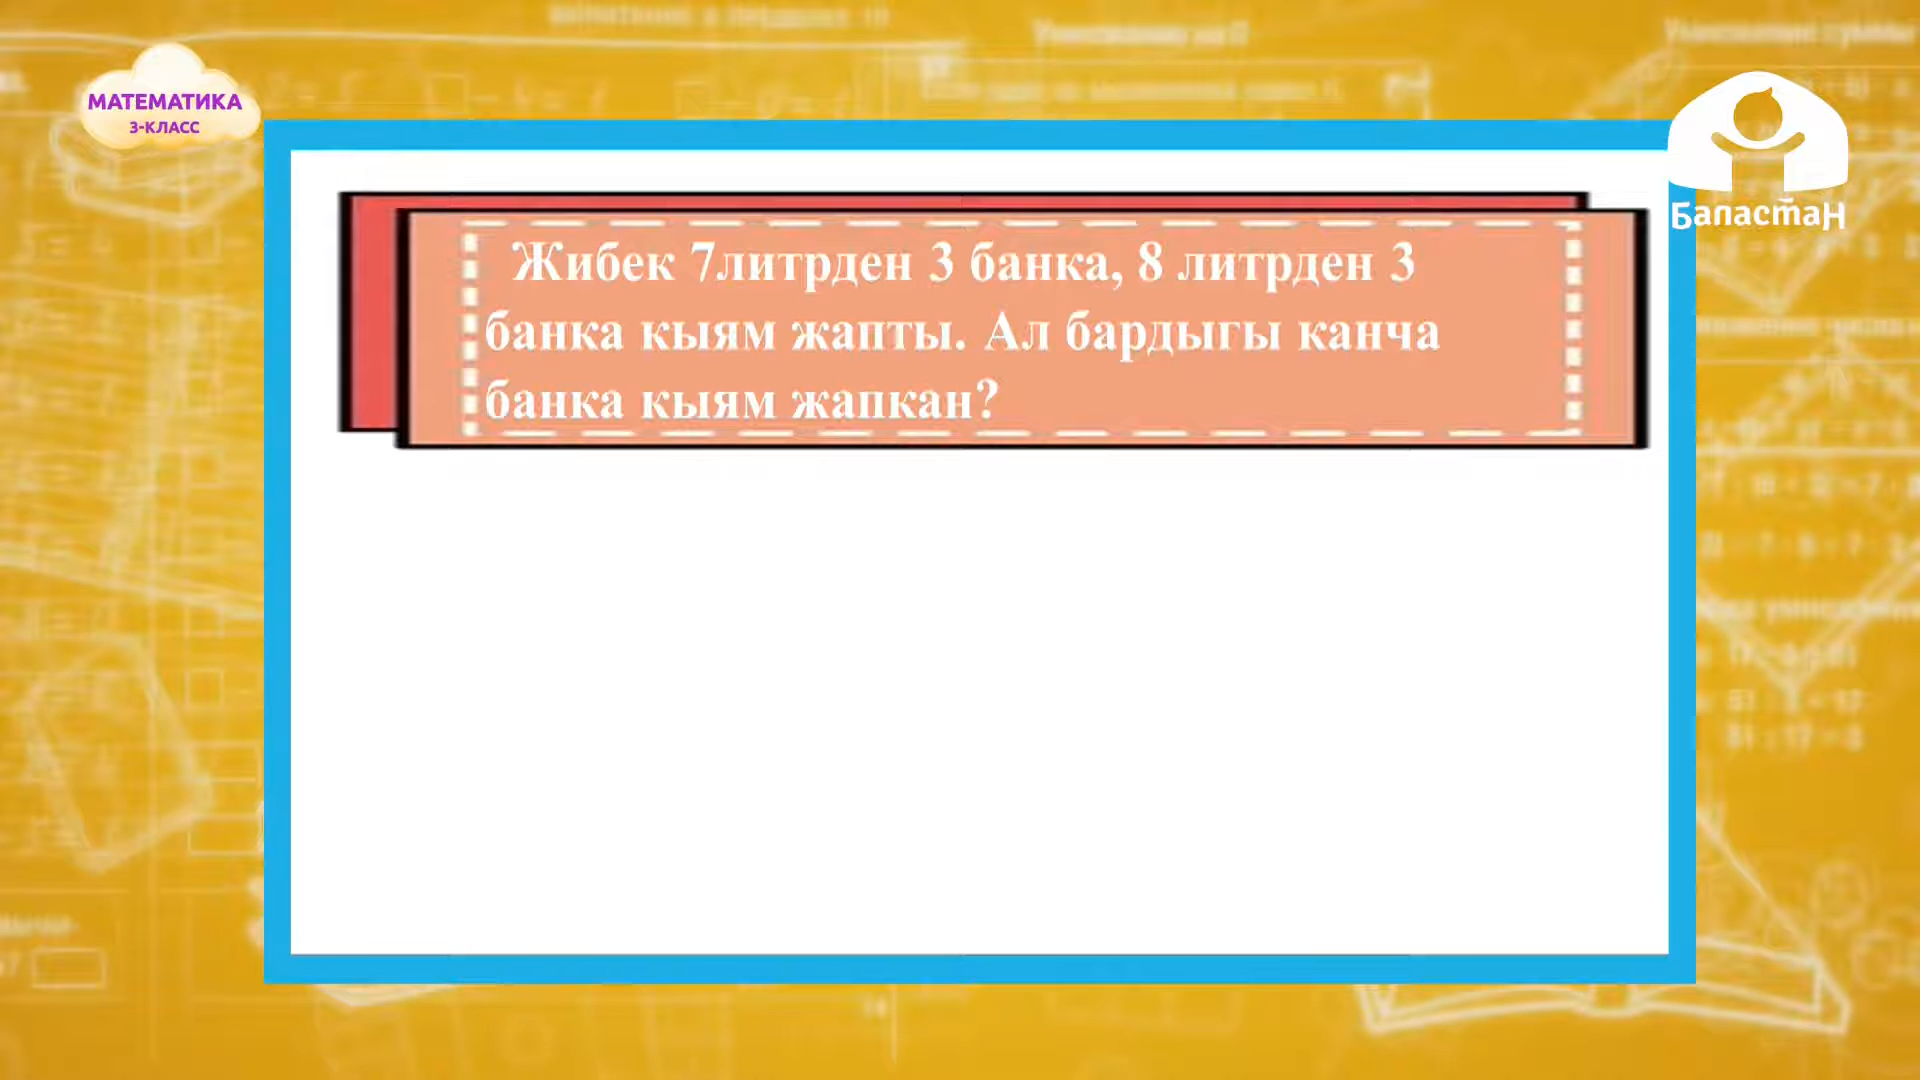 МАТЕМАТИКА
3-КЛАСС
Баластан
Жибек 7литрден 3 банка, 8 литрден 3
банка кыям жапты. Ал бардыгы канча
банка кыям жапкан?